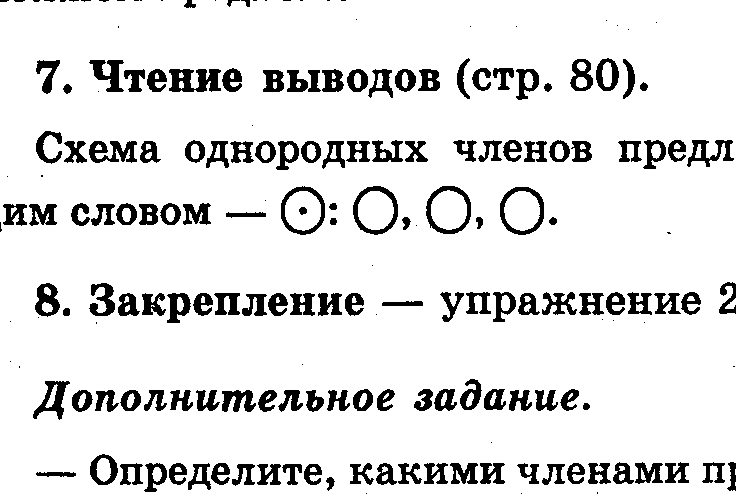 7. Чтение выводов (стр. 80).
Схема однородных членов предл
щим словом — ⊙: ◯, ◯, ◯.
8. Закрепление — упражнение 2
Дополнительное задание.
— Определите, какими членами пр